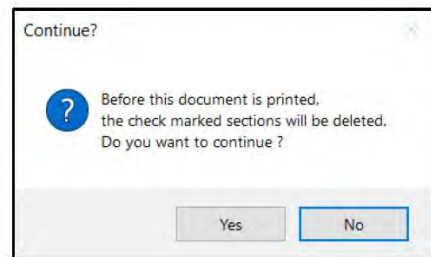 Continue?
Before this document is printed,
the check marked sections will be deleted.
Do you want to continue ?
Yes
No